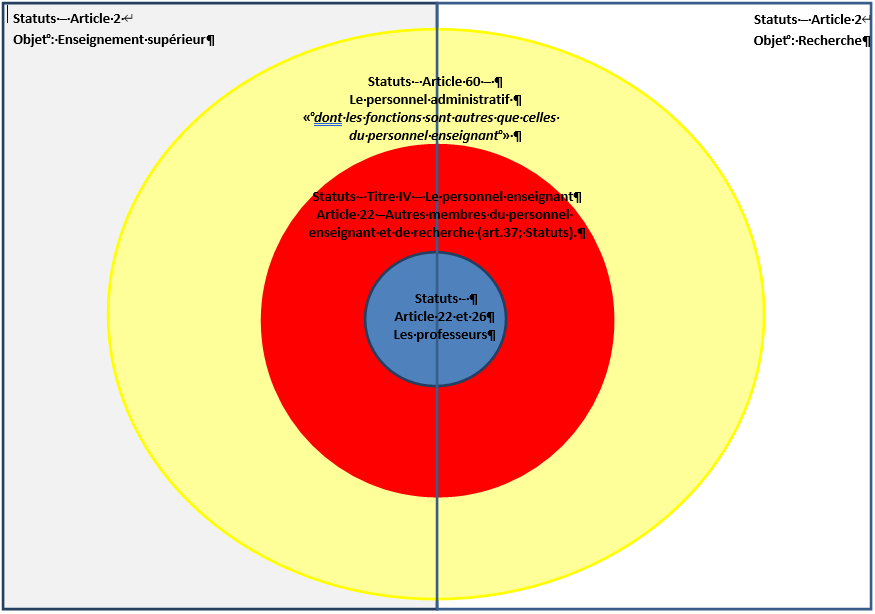 Statuts – Article 2 ↵
Objet° : Enseignement supérieur¶
Statuts – Article 2↵
Objet° : Recherche¶
Statuts - Article 60 – ¶
Le personnel administratif ¶
«°dont les fonctions sont autres que celles
du personnel enseignant°» ¶
Statuts – Titre IV – Le personnel enseignant¶
Article 22 – Autres membres du personnel
enseignant et de recherche (art.37; Statuts).¶
Statuts – ¶
Article 22 et 26¶
Les professeurs¶